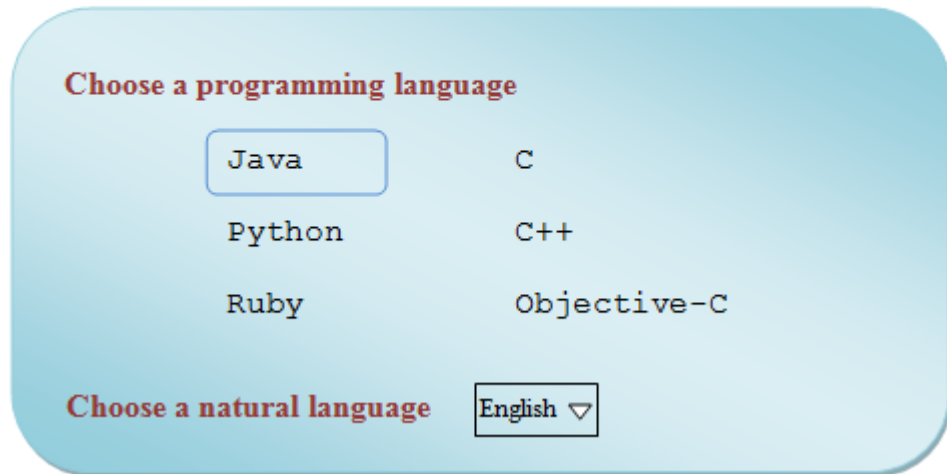 Choose a programming language
Java C
Python C++
Ruby Objective-C
Choose a natural language English